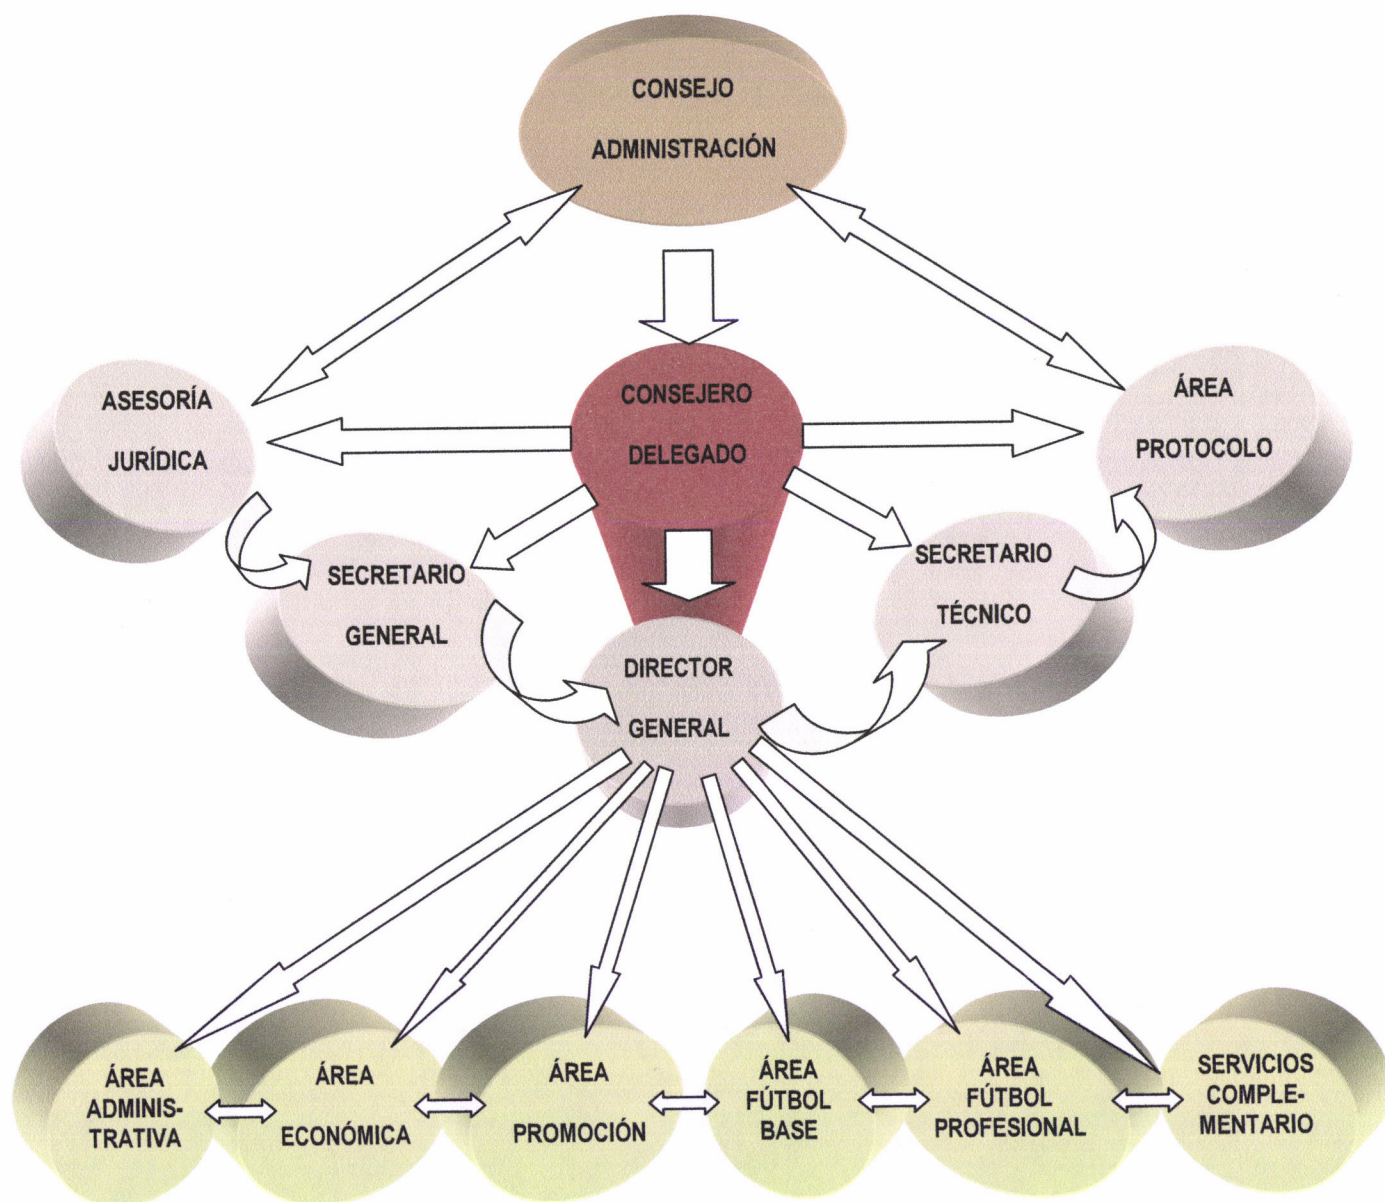 CONSEJO
ADMINISTRACIÓN
ASESORÍA
JURÍDICA
CONSEJERO
DELEGADO
ÁREA
PROTOCOLO
SECRETARIO
GENERAL
SECRETARIO
TÉCNICO
DIRECTOR
GENERAL
ÁREA
ADMINIS-
TRATIVA
ÁREA
ECONÓMICA
ÁREA
PROMOCIÓN
ÁREA
FÚTBOL
BASE
ÁREA
FÚTBOL
PROFESIONAL
SERVICIOS
COMPLE-
MENTARIO